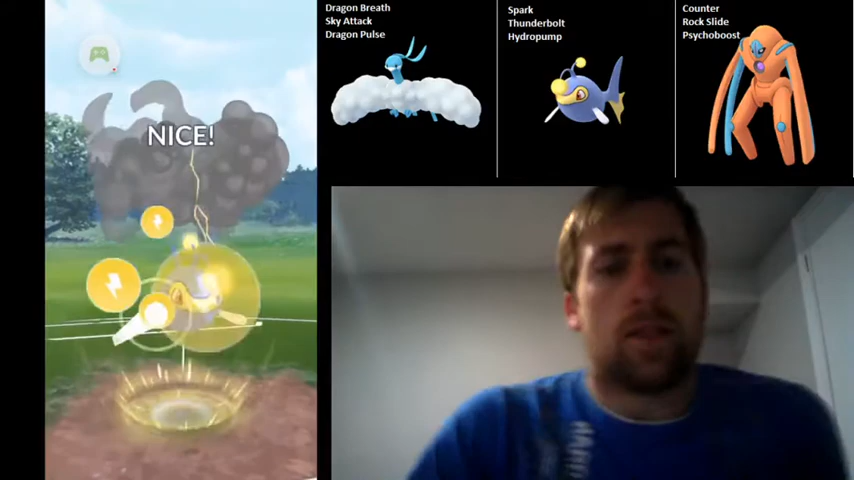 Dragon Breath
Sky Attack
Dragon Pulse
Spark
Thunderbolt
Hydropump
Counter
Rock Slide
Psychoboost
NICE!